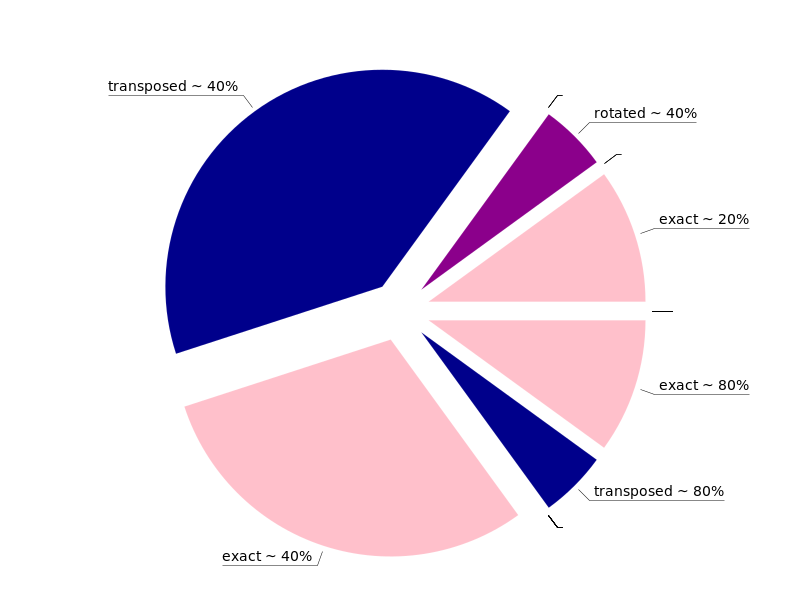 transposed ~ 40%
rotated ~ 40%
exact ~ 20%
exact ~ 80%
transposed ~ 80%
exact ~ 40%